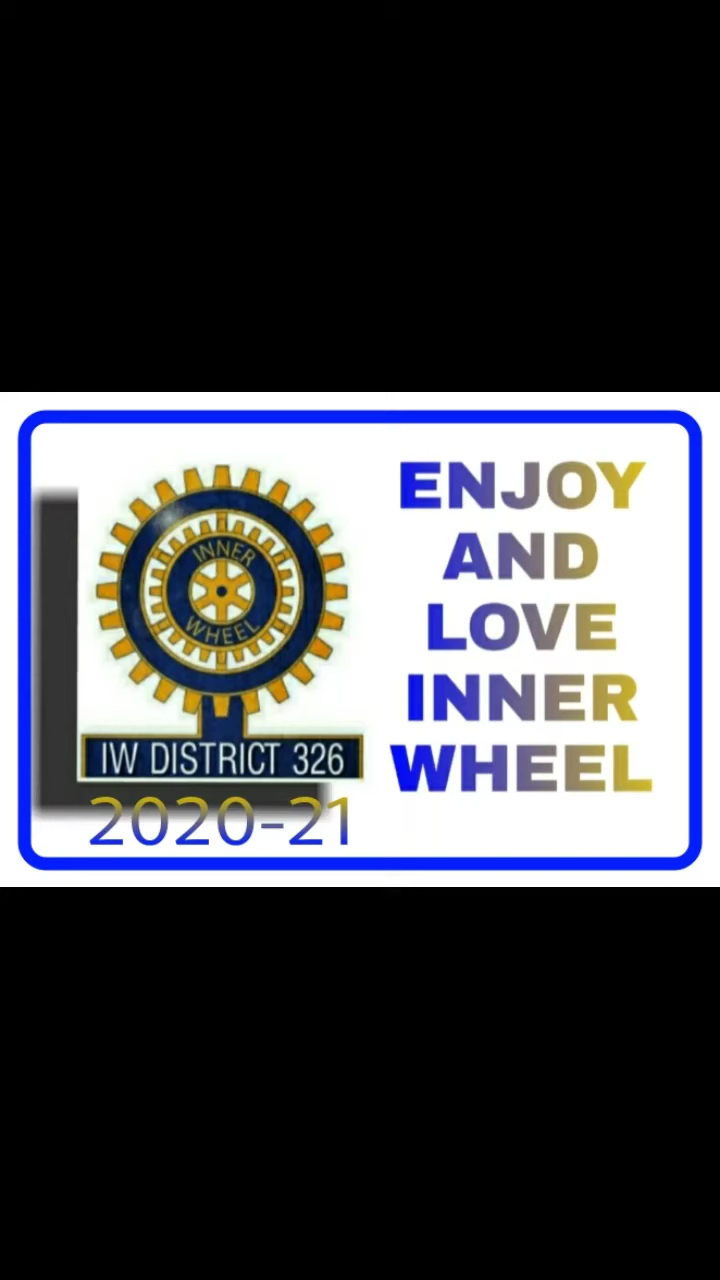 INNER
WHEEL
IW DISTRICT 326
2020-21
ENJOY
AND
LOVE
INNER
WHEEL